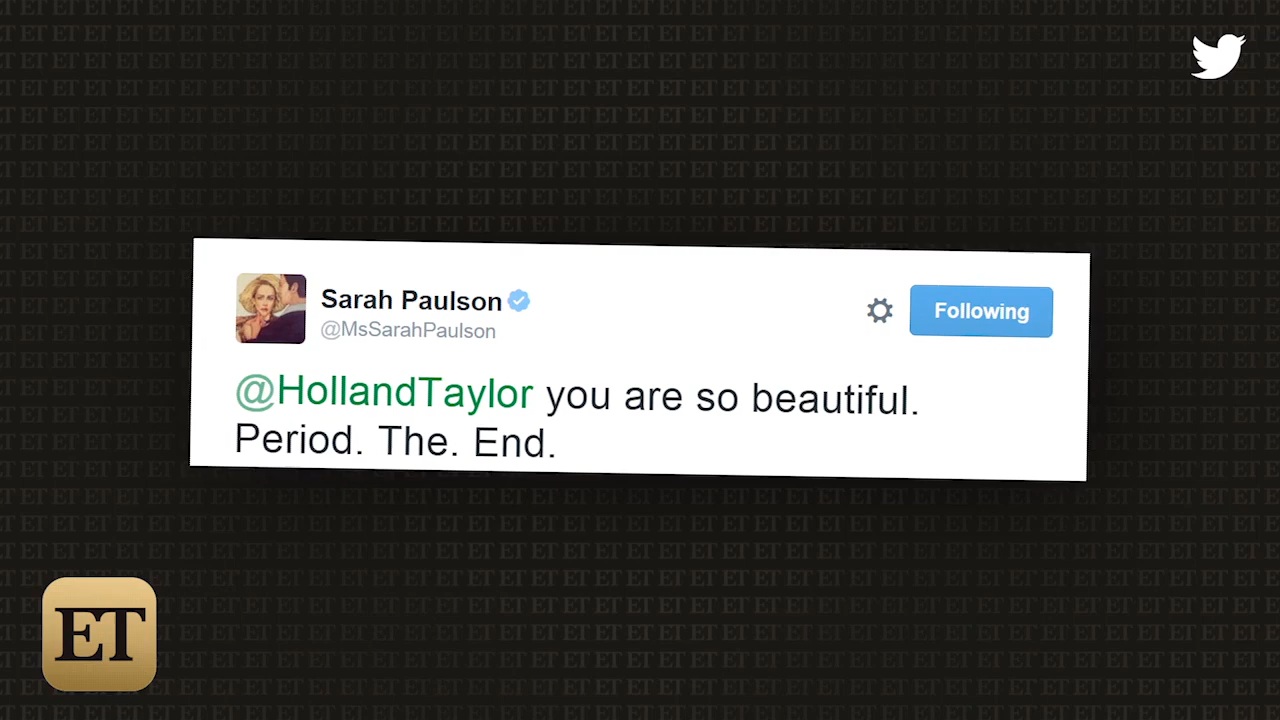 Sarah Paulson
@MsSarahPaulson
Following
@HollandTaylor you are so beautiful.
Period. The. End.
ET